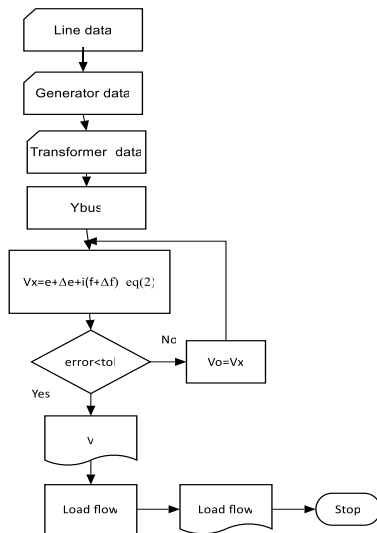 Line data
Generator data
Transformer data
Ybus
Vx=e+Δe+i(f+Δf) eq(2)
error<tol
No
Vo=Vx
Yes
v
Load flow
Load flow
Stop